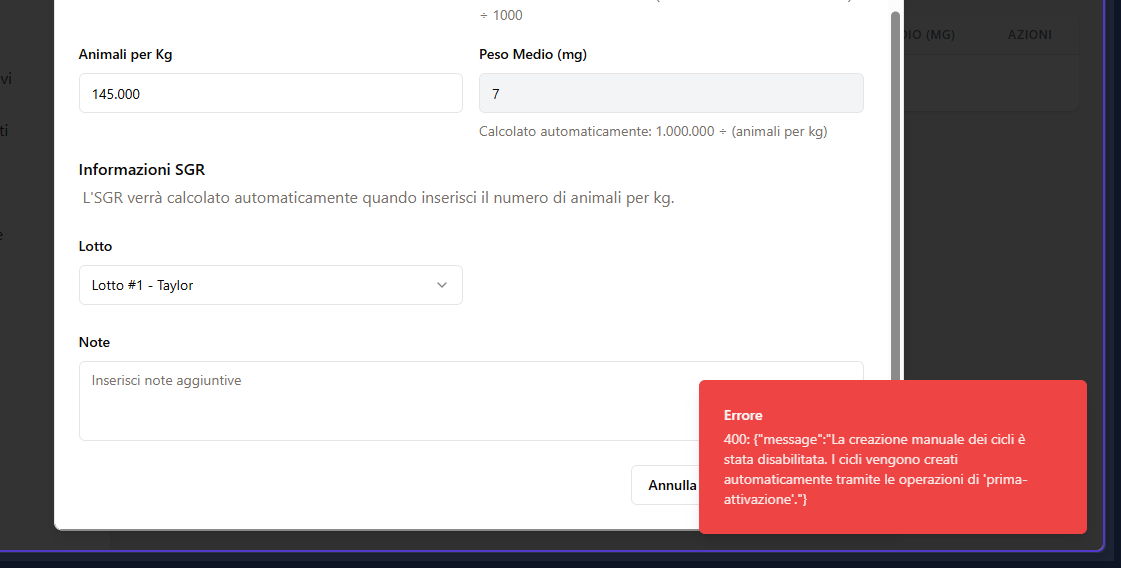 ÷ 1000
IO (MG)
AZIONI
Animali per Kg
Peso Medio (mg)
vi
145.000
7
ti
Calcolato automaticamente: 1.000.000 ÷ (animali per kg)
Informazioni SGR
L'SGR verrà calcolato automaticamente quando inserisci il numero di animali per kg.
e
Lotto
Lotto #1 - Taylor
Note
Inserisci note aggiuntive
Annulla
Errore
400: {"message":"La creazione manuale dei cicli è
stata disabilitata. I cicli vengono creati
automaticamente tramite le operazioni di 'prima-
attivazione'."}